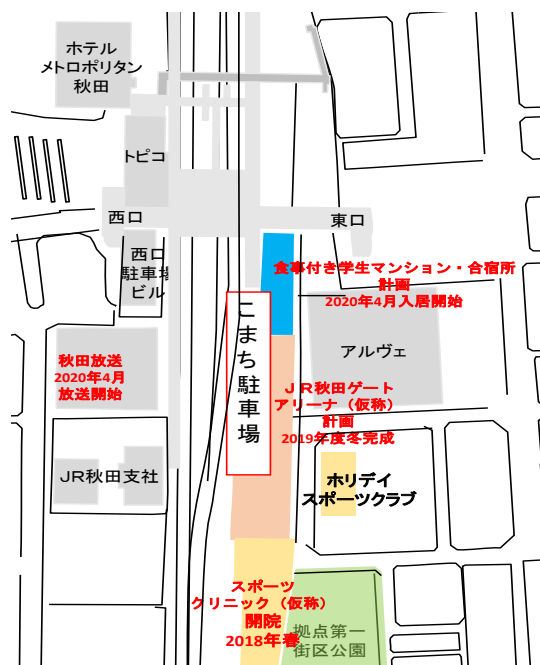 ホテル
メトロポリタン
秋田
トピコ
西口
東口
西口
駐車場
ビル
食事付き学生マンション・合宿所
計画
2020年4月入居開始
こまち駐車場
アルヴェ
秋田放送
2020年4月
放送開始
ＪＲ秋田ゲート
アリーナ（仮称）
計画
2019年度冬完成
JR秋田支社
ホリデイ
スポーツクラブ
スポーツ
クリニック（仮称）
開院
2018年春
拠点第一
街区公園